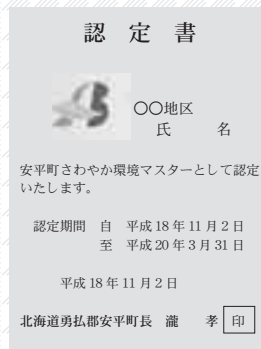 認定書
〇〇地区
氏名
安平町さわやか環境マスターとして認定
いたします。
認定期間 自 平成18年11月2日
至 平成20年3月31日
平成18年11月2日
北海道勇払郡安平町長 瀧 孝 印